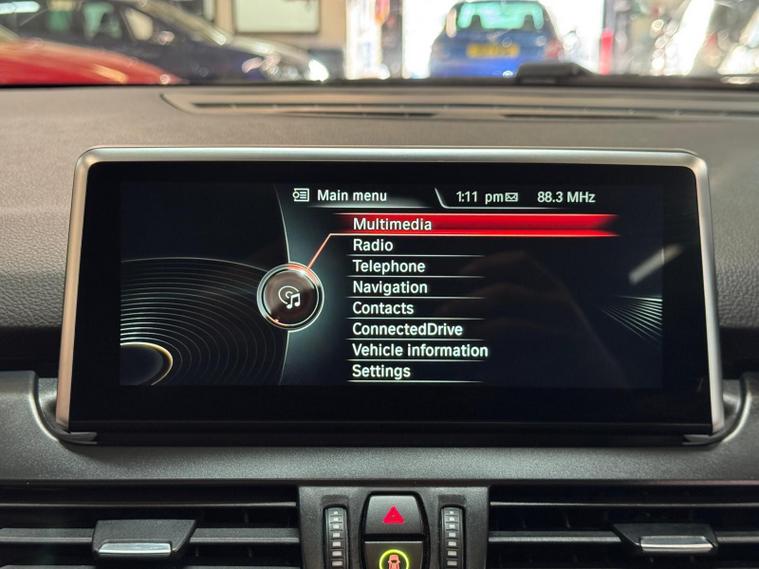 Main menu 1:11 pm 88.3 MHz
Multimedia
Radio
Telephone
Navigation
Contacts
ConnectedDrive
Vehicle information
Settings